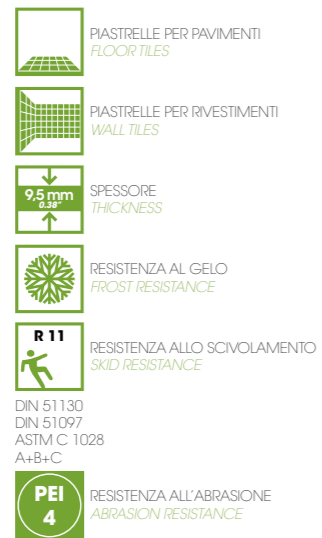 PIASTRELLE PER PAVIMENTI
FLOOR TILES
PIASTRELLE PER RIVESTIMENTI
WALL TILES
9,5 mm
0.38"
SPESSORE
THICKNESS
RESISTENZA AL GELO
FROST RESISTANCE
R 11
RESISTENZA ALLO SCIVOLAMENTO
SKID RESISTANCE
DIN 51130
DIN 51097
ASTM C 1028
A+B+C
PEI
4
RESISTENZA ALL'ABRASIONE
ABRASION RESISTANCE